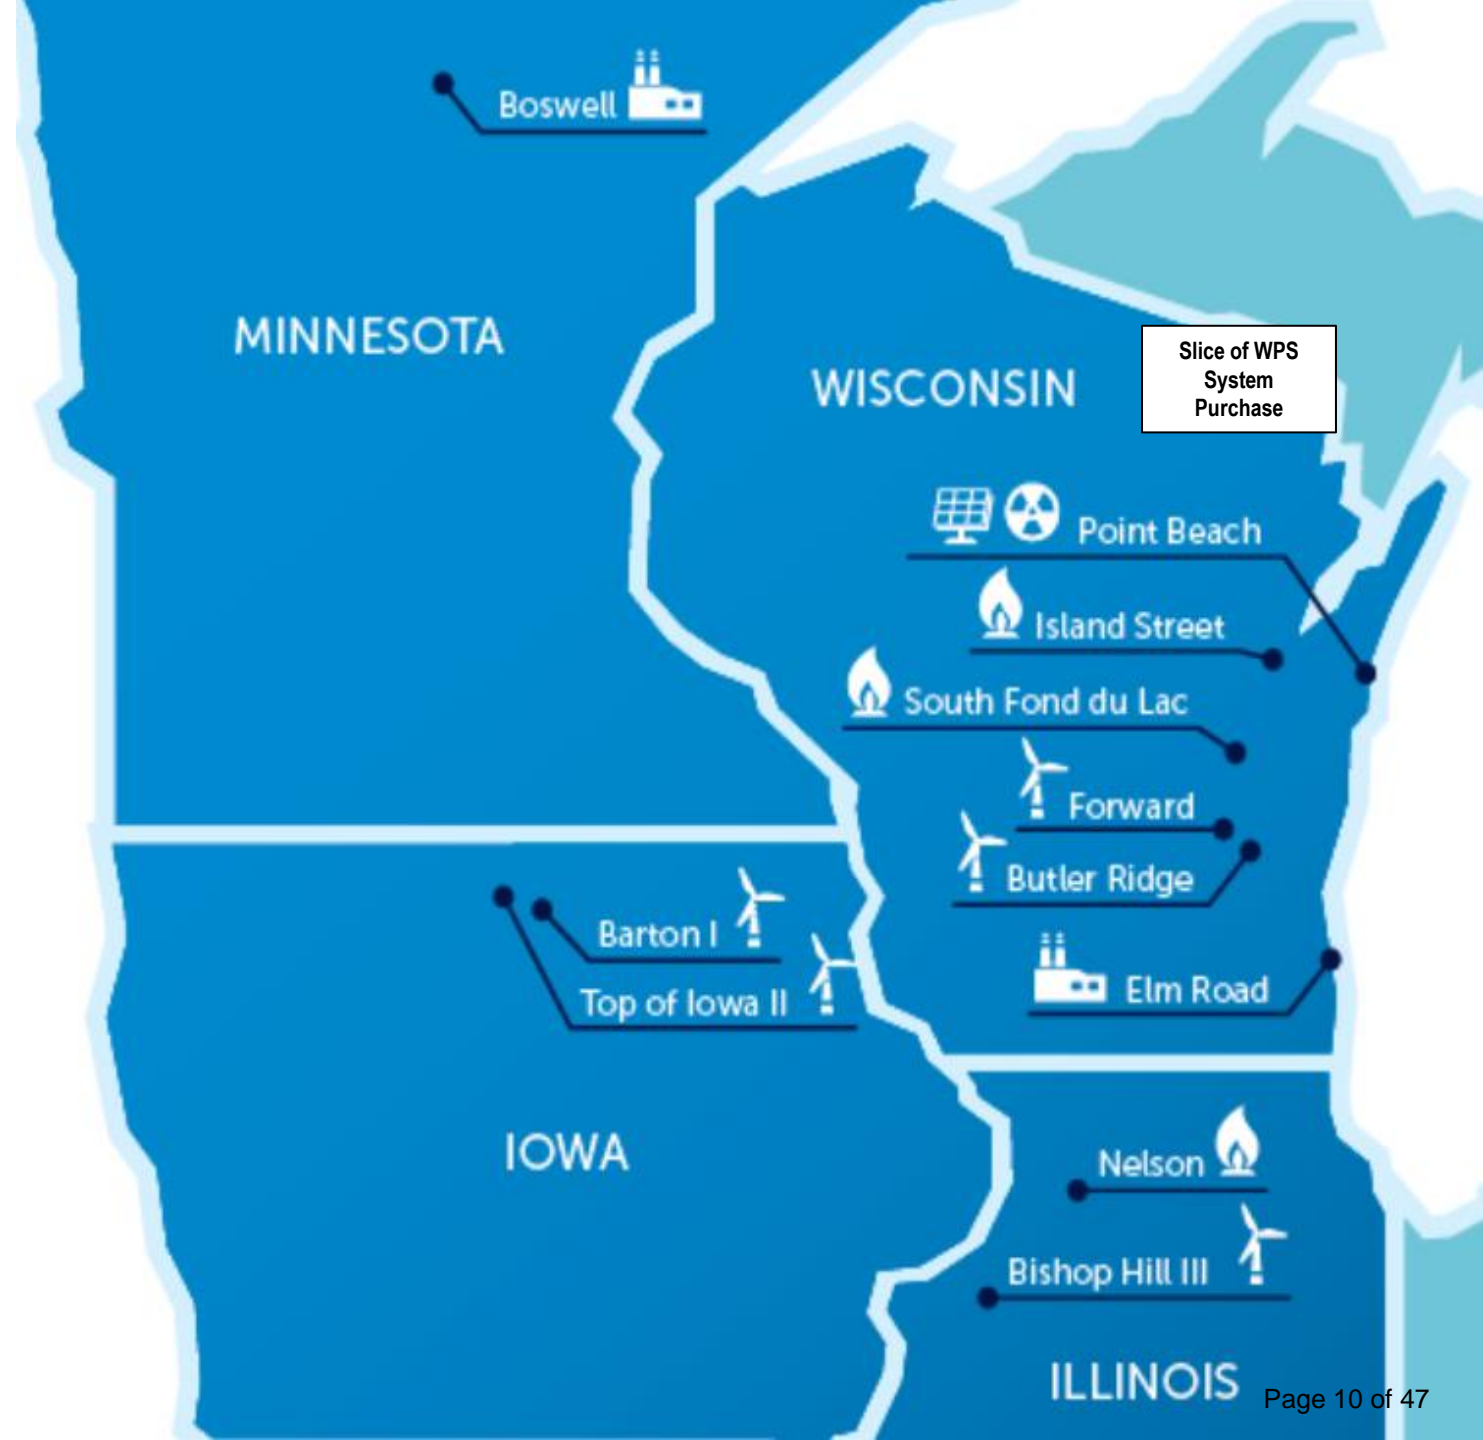 Boswell
MINNESOTA
WISCONSIN
Slice of WPS
System
Purchase
Point Beach
Island Street
South Fond du Lac
Forward
Butler Ridge
Barton I
Top of Iowa II
Elm Road
IOWA
Nelson
Bishop Hill III
ILLINOIS
Page 10 of 47